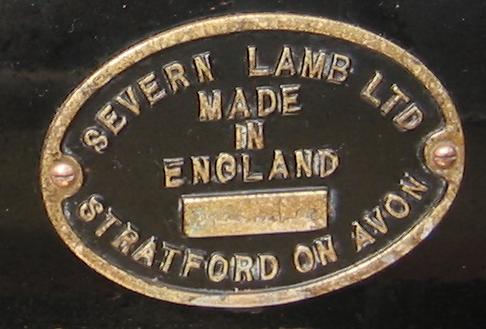 SEVERN LAMB LTD
MADE
IN
ENGLAND
STRATFORD ON AVON